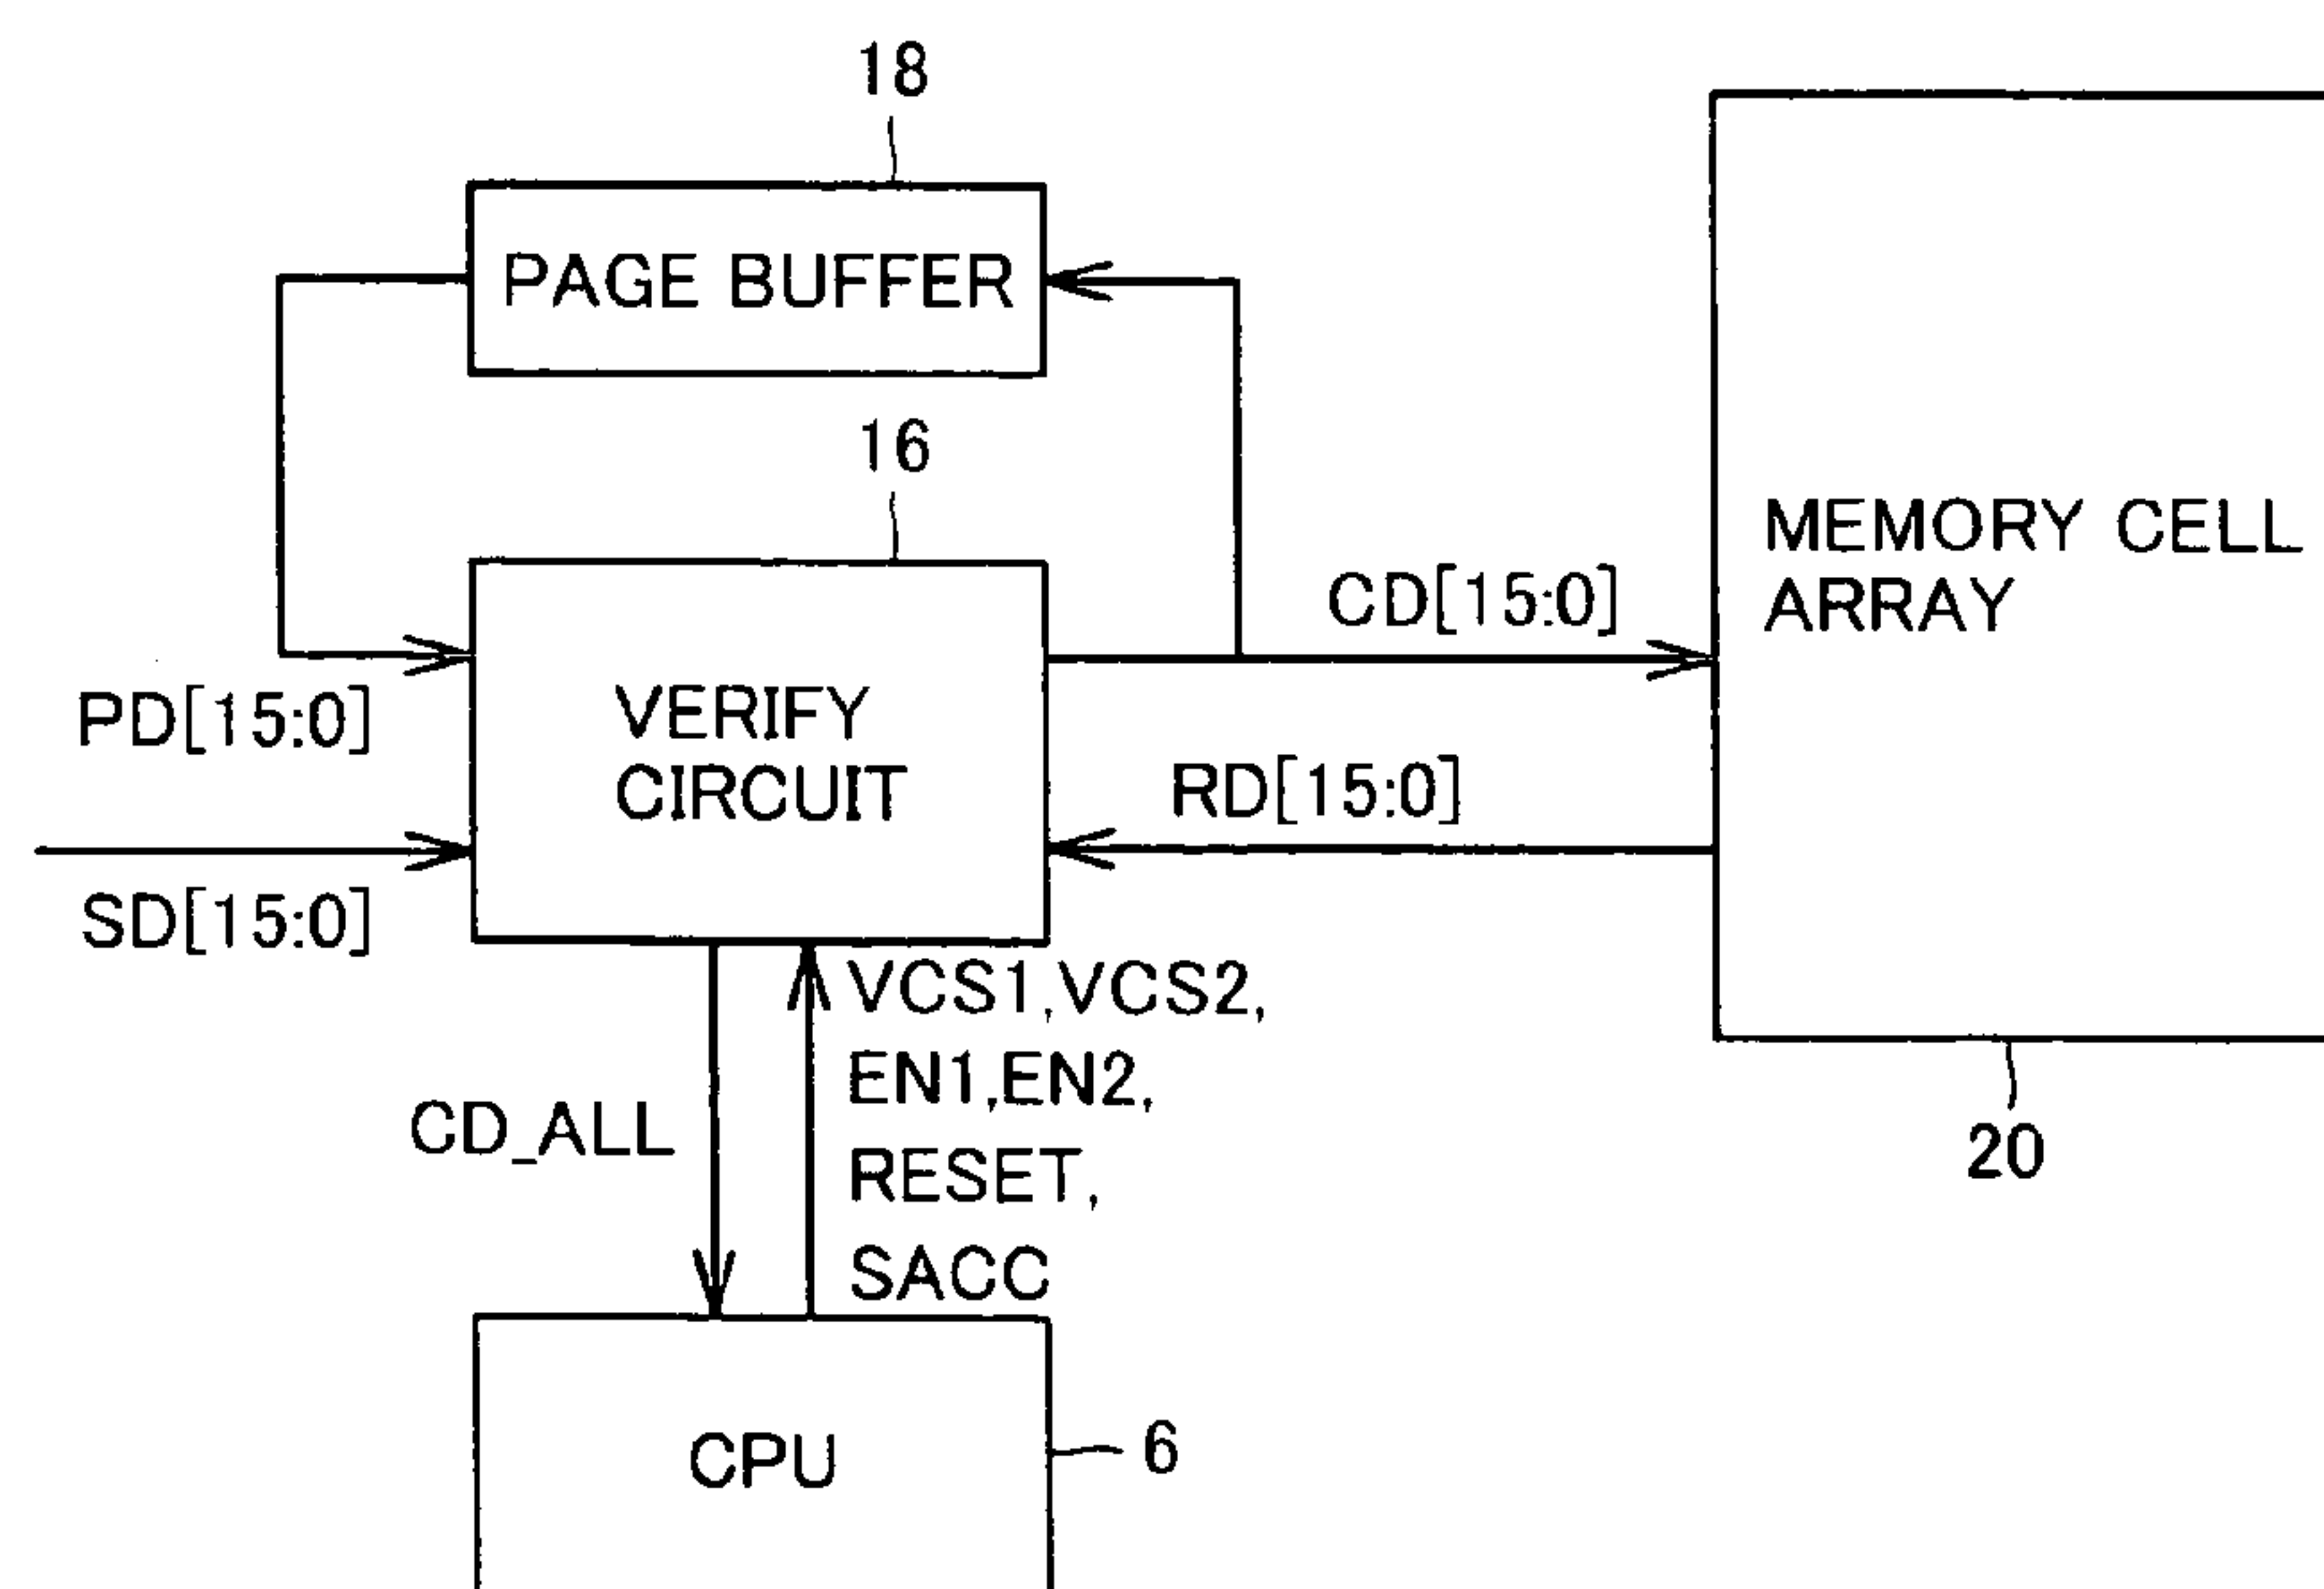 18
PAGE BUFFER
16
MEMORY CELL
ARRAY
CD[15:0]
PD[15:0]
VERIFY
CIRCUIT
RD[15:0]
SD[15:0]
VCS1,VCS2,
EN1,EN2,
RESET,
SACC
CD_ALL
20
CPU
6